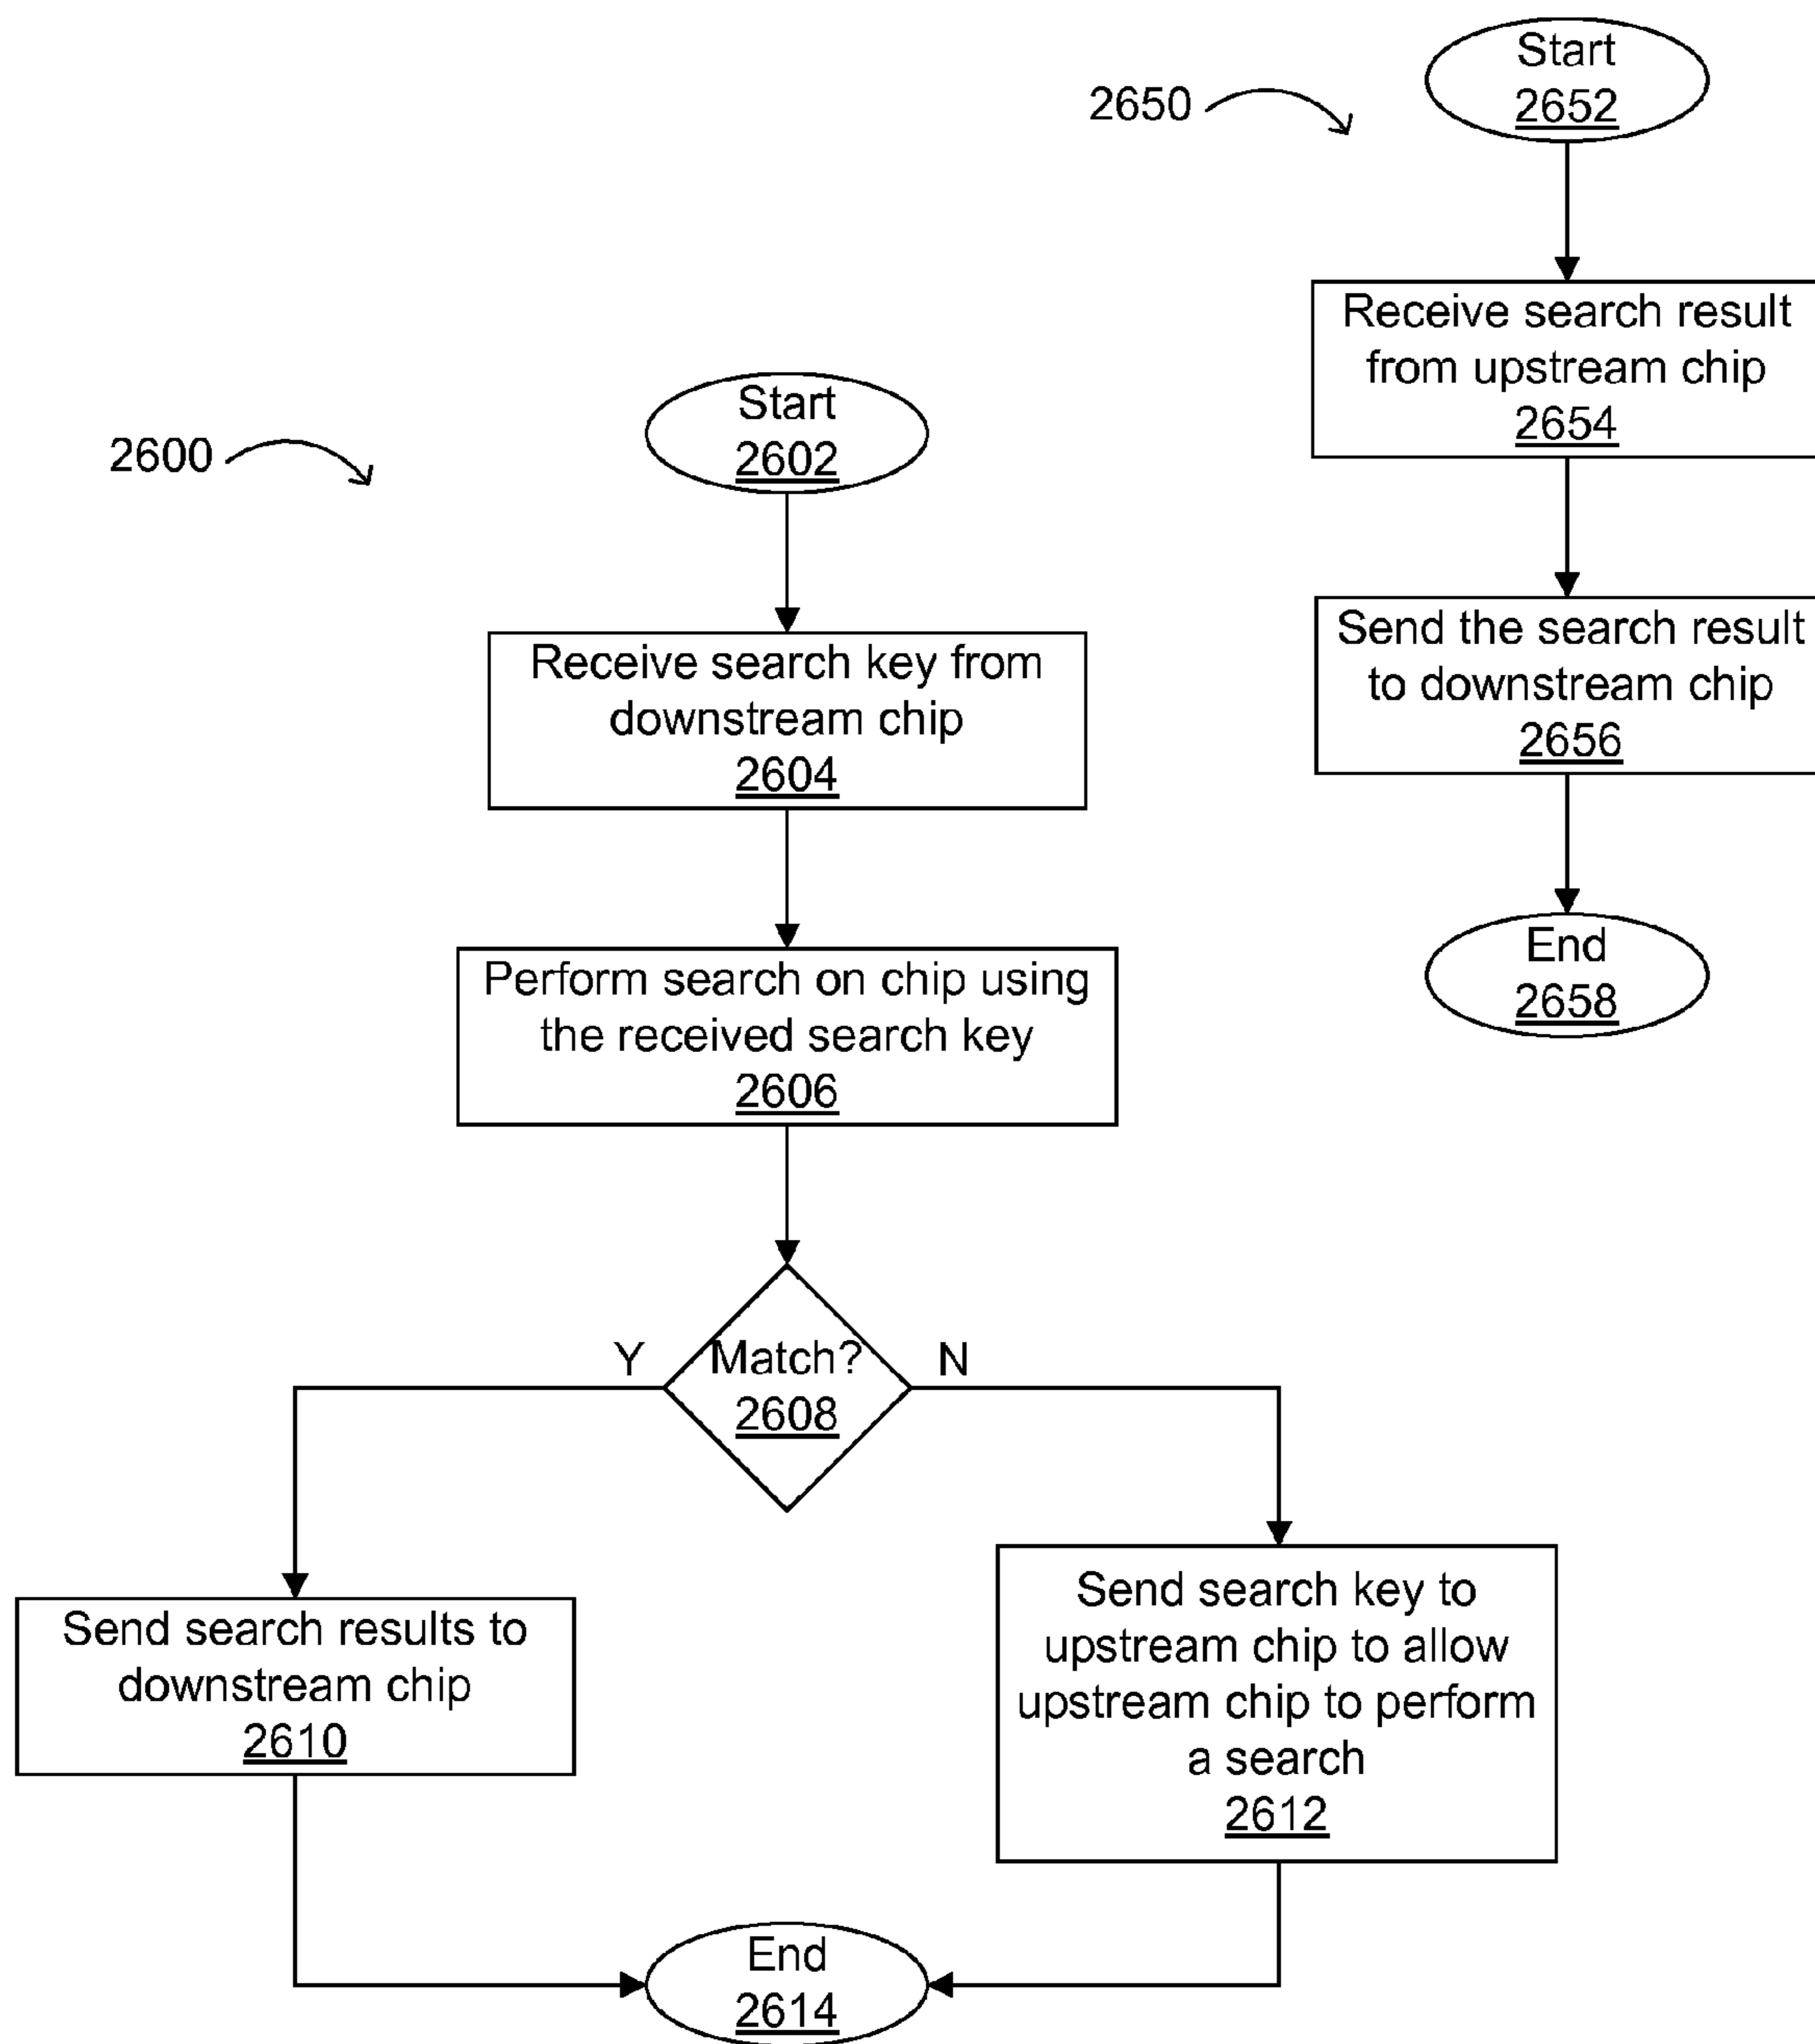 2600
Start
2602
Receive search key from
downstream chip
2604
Perform search on chip using
the received search key
2606
Match?
2608
Y
N
Send search results to
downstream chip
2610
Send search key to
upstream chip to allow
upstream chip to perform
a search
2612
End
2614
2650
Start
2652
Receive search result
from upstream chip
2654
Send the search result
to downstream chip
2656
End
2658